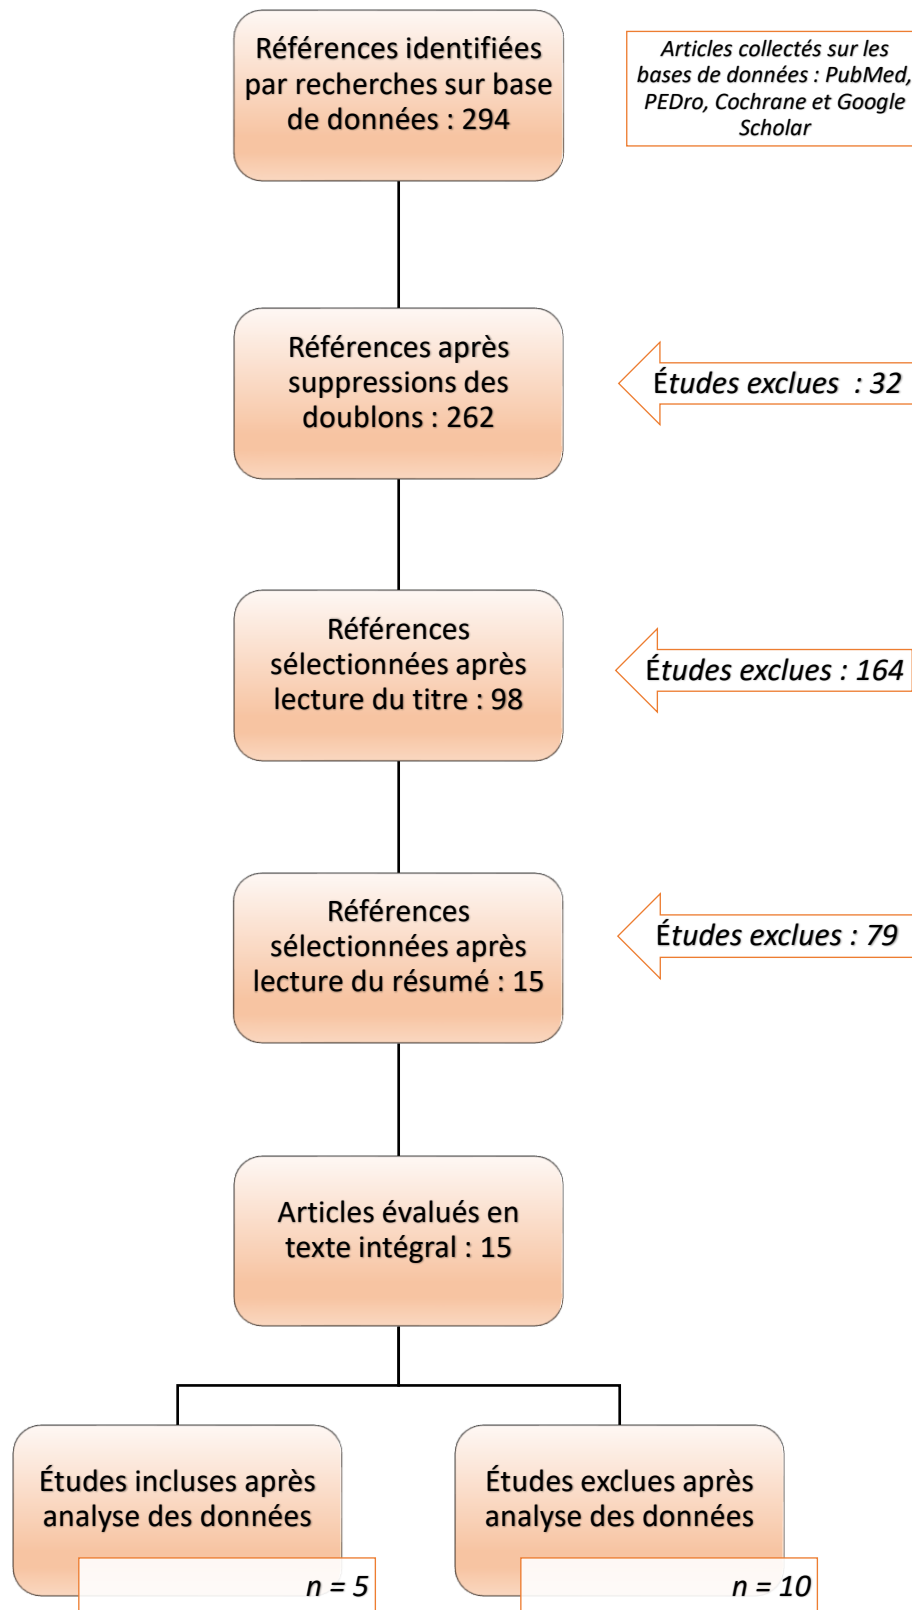 Références identifiées
par recherches sur base
de données : 294
Articles collectés sur les
bases de données : PubMed,
PEDro, Cochrane et Google
Scholar
Références après
suppressions des
doublons : 262
Études exclues  : 32
Références
sélectionnées après
lecture du titre : 98
Études exclues : 164
Références
sélectionnées après
lecture du résumé : 15
Études exclues : 79
Articles évalués en
texte intégral : 15
Études incluses après
analyse des données
n = 5
Études exclues après
analyse des données
n = 10